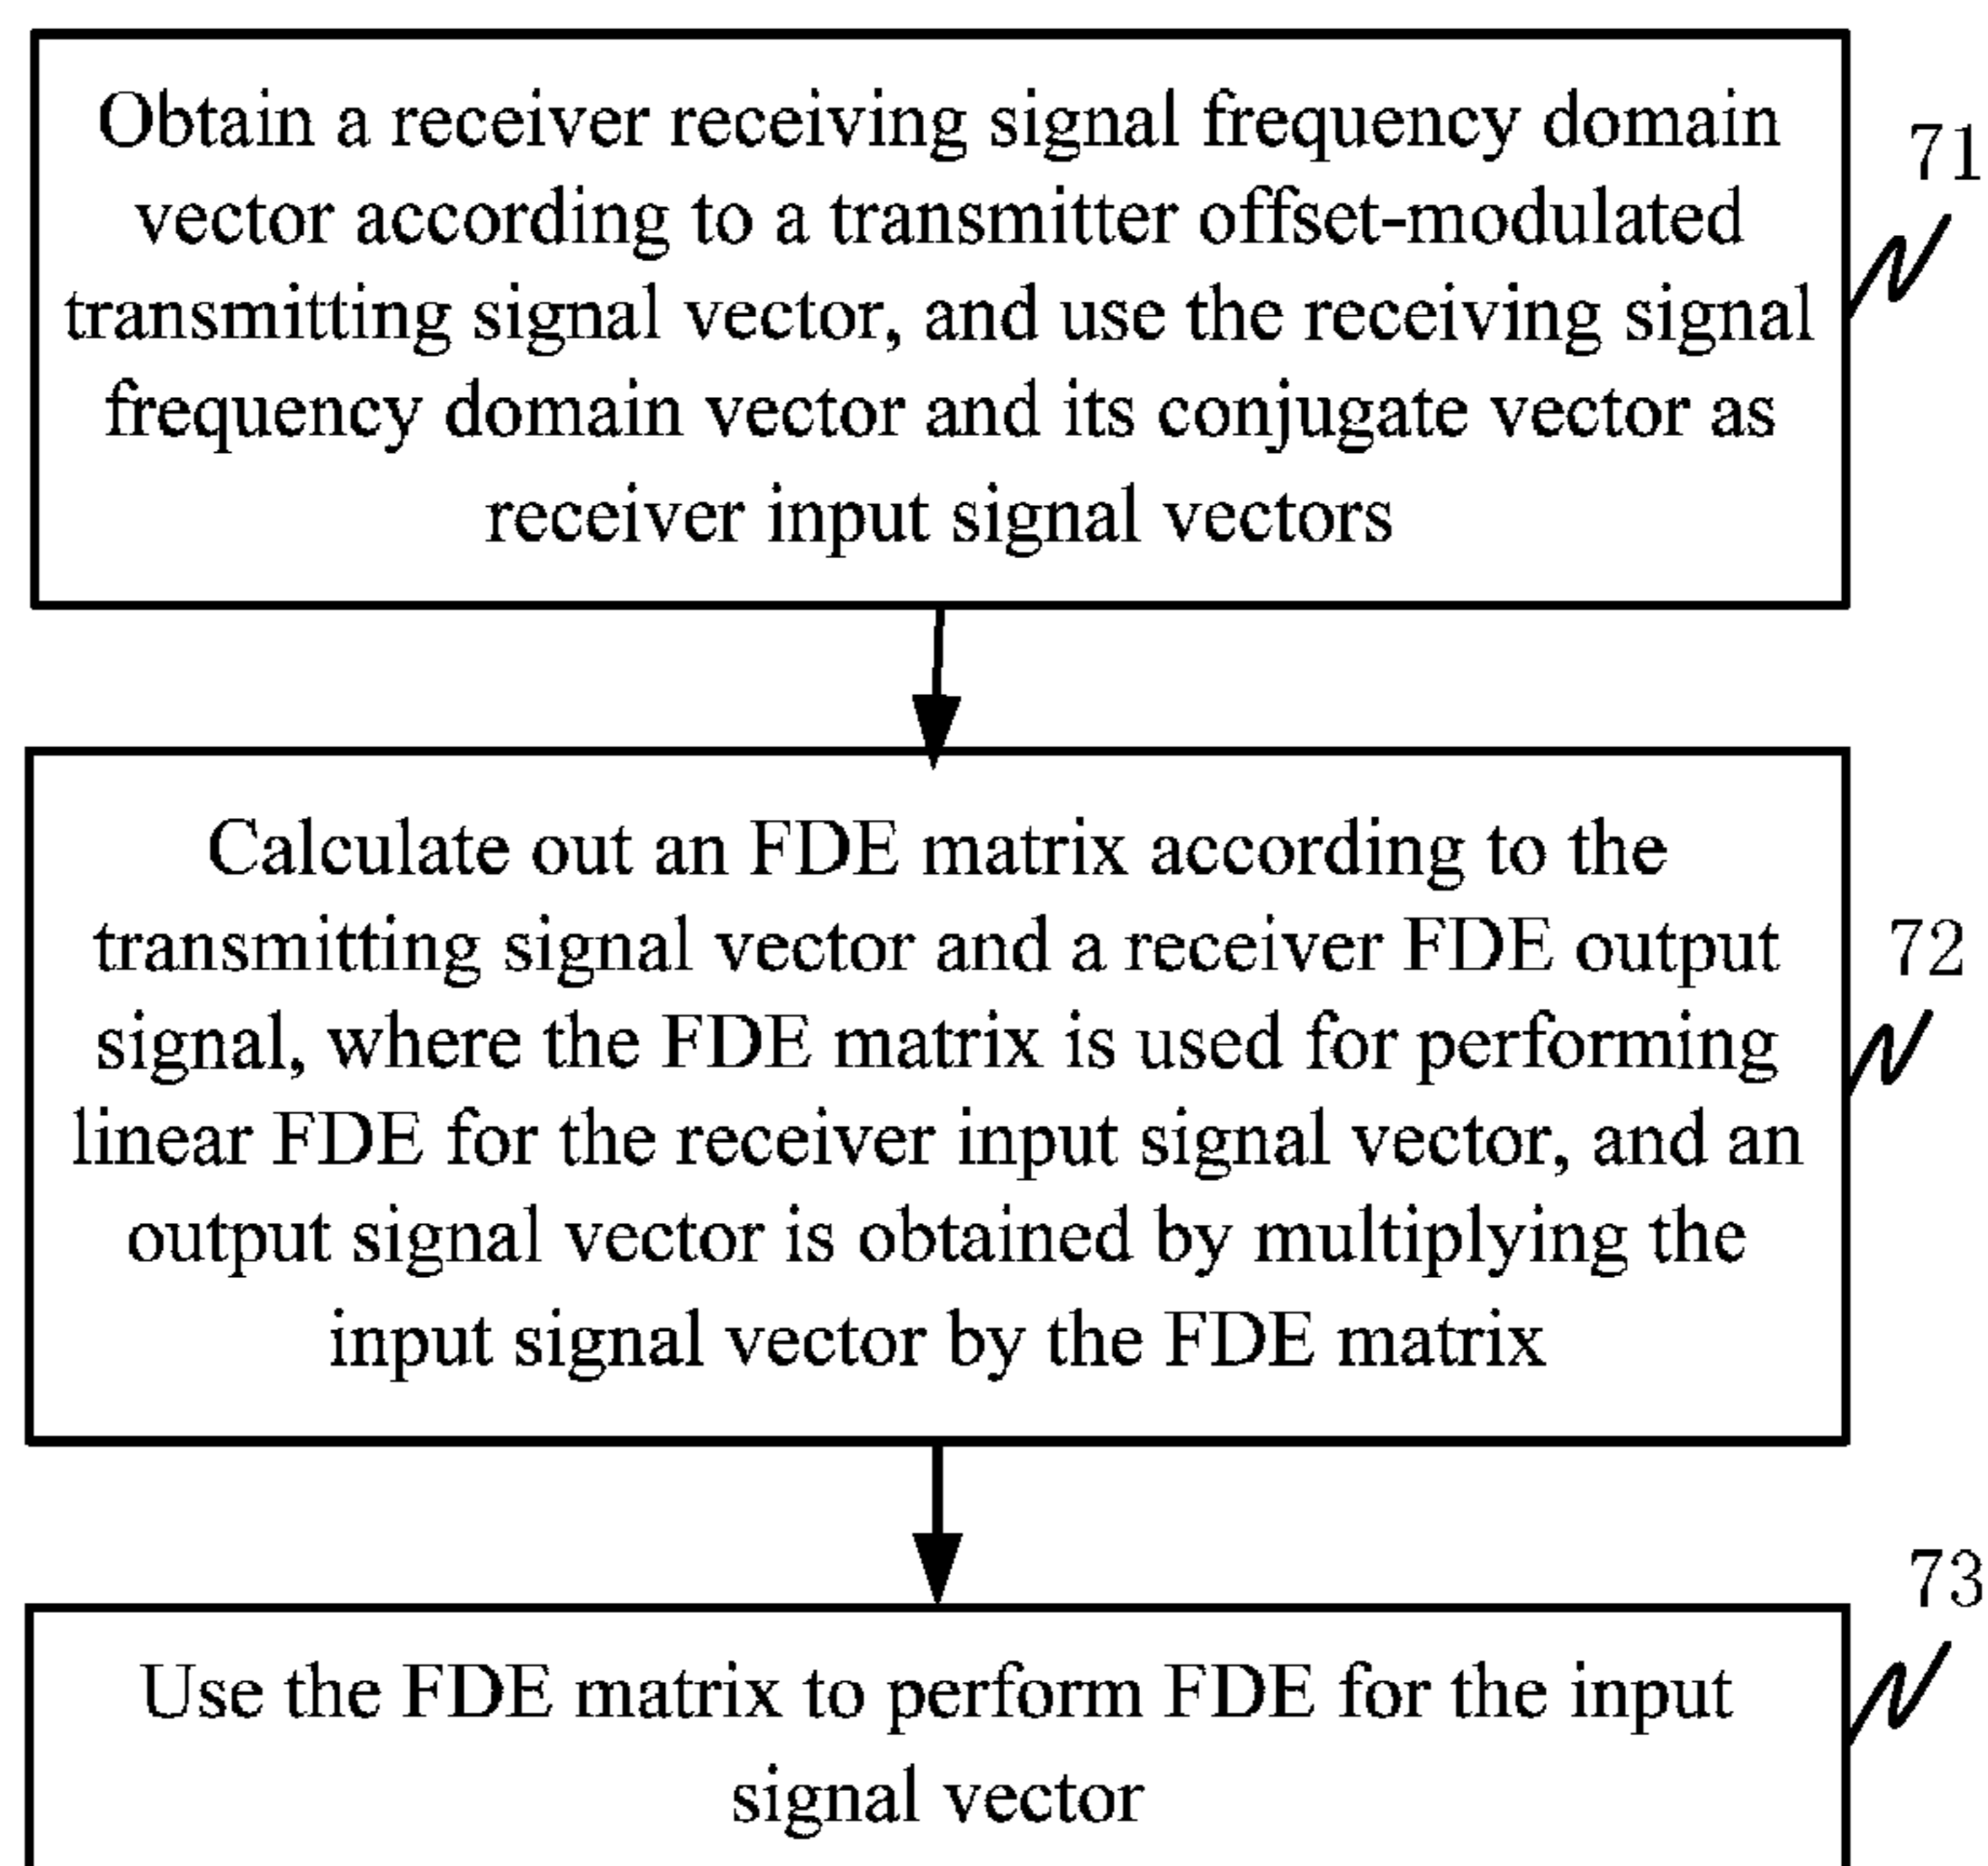 Obtain a receiver receiving signal frequency domain
vector according to a transmitter offset-modulated
transmitting signal vector, and use the receiving signal
frequency domain vector and its conjugate vector as
receiver input signal vectors
71
Calculate out an FDE matrix according to the
transmitting signal vector and a receiver FDE output
signal, where the FDE matrix is used for performing
linear FDE for the receiver input signal vector, and an
output signal vector is obtained by multiplying the
input signal vector by the FDE matrix
72
Use the FDE matrix to perform FDE for the input
signal vector
73